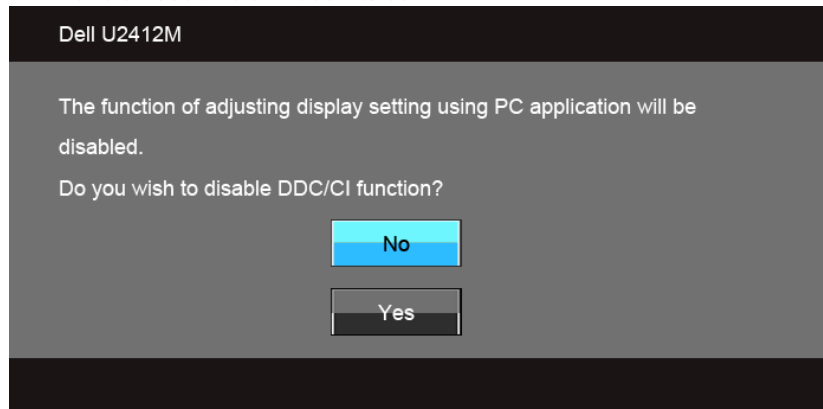 Dell U2412M
The function of adjusting display setting using PC application will be
disabled.
Do you wish to disable DDC/CI function?
No
Yes